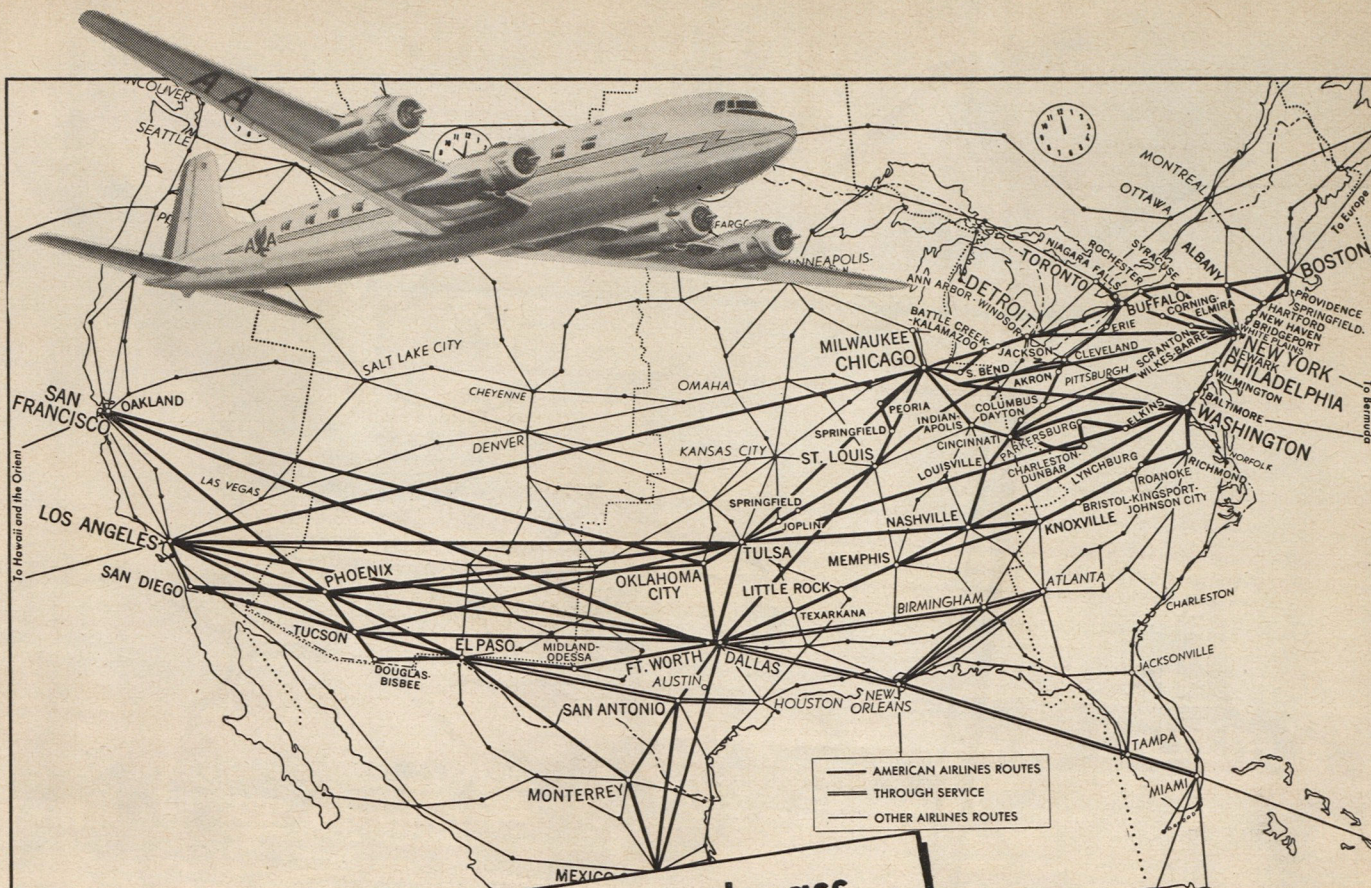 AA
AA
SEATTLE
FARGO
MONTREAL
OTTAWA
To Europe
SYRACUSE
ROCHESTER
NIAGARA FALLS
TORONTO
ALBANY
BOSTON
ANN ARBOR-WINDSOR
DETROIT
BUFFALO
CORNING-
ELMIRA
PROVIDENCE
SPRINGFIELD-
HARTFORD
NEW HAVEN
BRIDGEPORT
WHITE PLAINS
BATTLE CREEK-
KALAMAZOO
ERIE
MILWAUKEE
CHICAGO
JACKSON
CLEVELAND
SCRANTON
WILKES-BARRE
NEW YORK
NEWARK
PHILADELPHIA
SALT LAKE CITY
S. BEND
AKRON
PITTSBURGH
WILMINGTON
To Bermuda
CHEYENNE
OMAHA
SAN
FRANCISCO
OAKLAND
PEORIA
INDIAN-
APOLIS
COLUMBUS
DAYTON
BALTIMORE
WASHINGTON
SPRINGFIELD
CINCINNATI
PARKERSBURG
ELKINS
DENVER
KANSAS CITY
ST. LOUIS
LOUISVILLE
CHARLESTON-
DUNBAR
LYNCHBURG
RICHMOND
NORFOLK
ROANOKE
To Hawaii and the Orient
LAS VEGAS
SPRINGFIELD
JOPLIN
BRISTOL-KINGSPORT-
JOHNSON CITY
LOS ANGELES
NASHVILLE
KNOXVILLE
TULSA
MEMPHIS
SAN DIEGO
PHOENIX
OKLAHOMA
CITY
LITTLE ROCK
ATLANTA
BIRMINGHAM
CHARLESTON
TEXARKANA
TUCSON
EL PASO
MIDLAND-
ODESSA
DOUGLAS-
BISBEE
FT. WORTH
DALLAS
JACKSONVILLE
AUSTIN
SAN ANTONIO
HOUSTON
NEW
ORLEANS
TAMPA
MONTERREY
MIAMI
AMERICAN AIRLINES ROUTES
THROUGH SERVICE
OTHER AIRLINES ROUTES
MEXICO